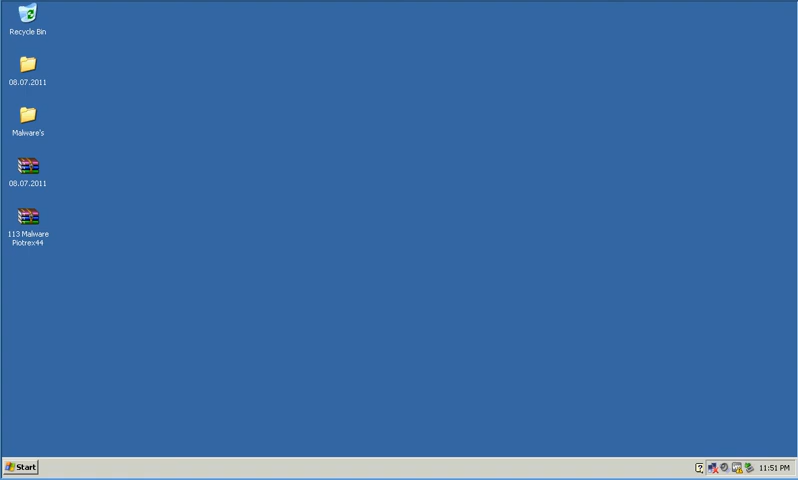 Recycle Bin
08.07.2011
Malware's
08.07.2011
113 Malware
Piotrex44
Start
11:51 PM